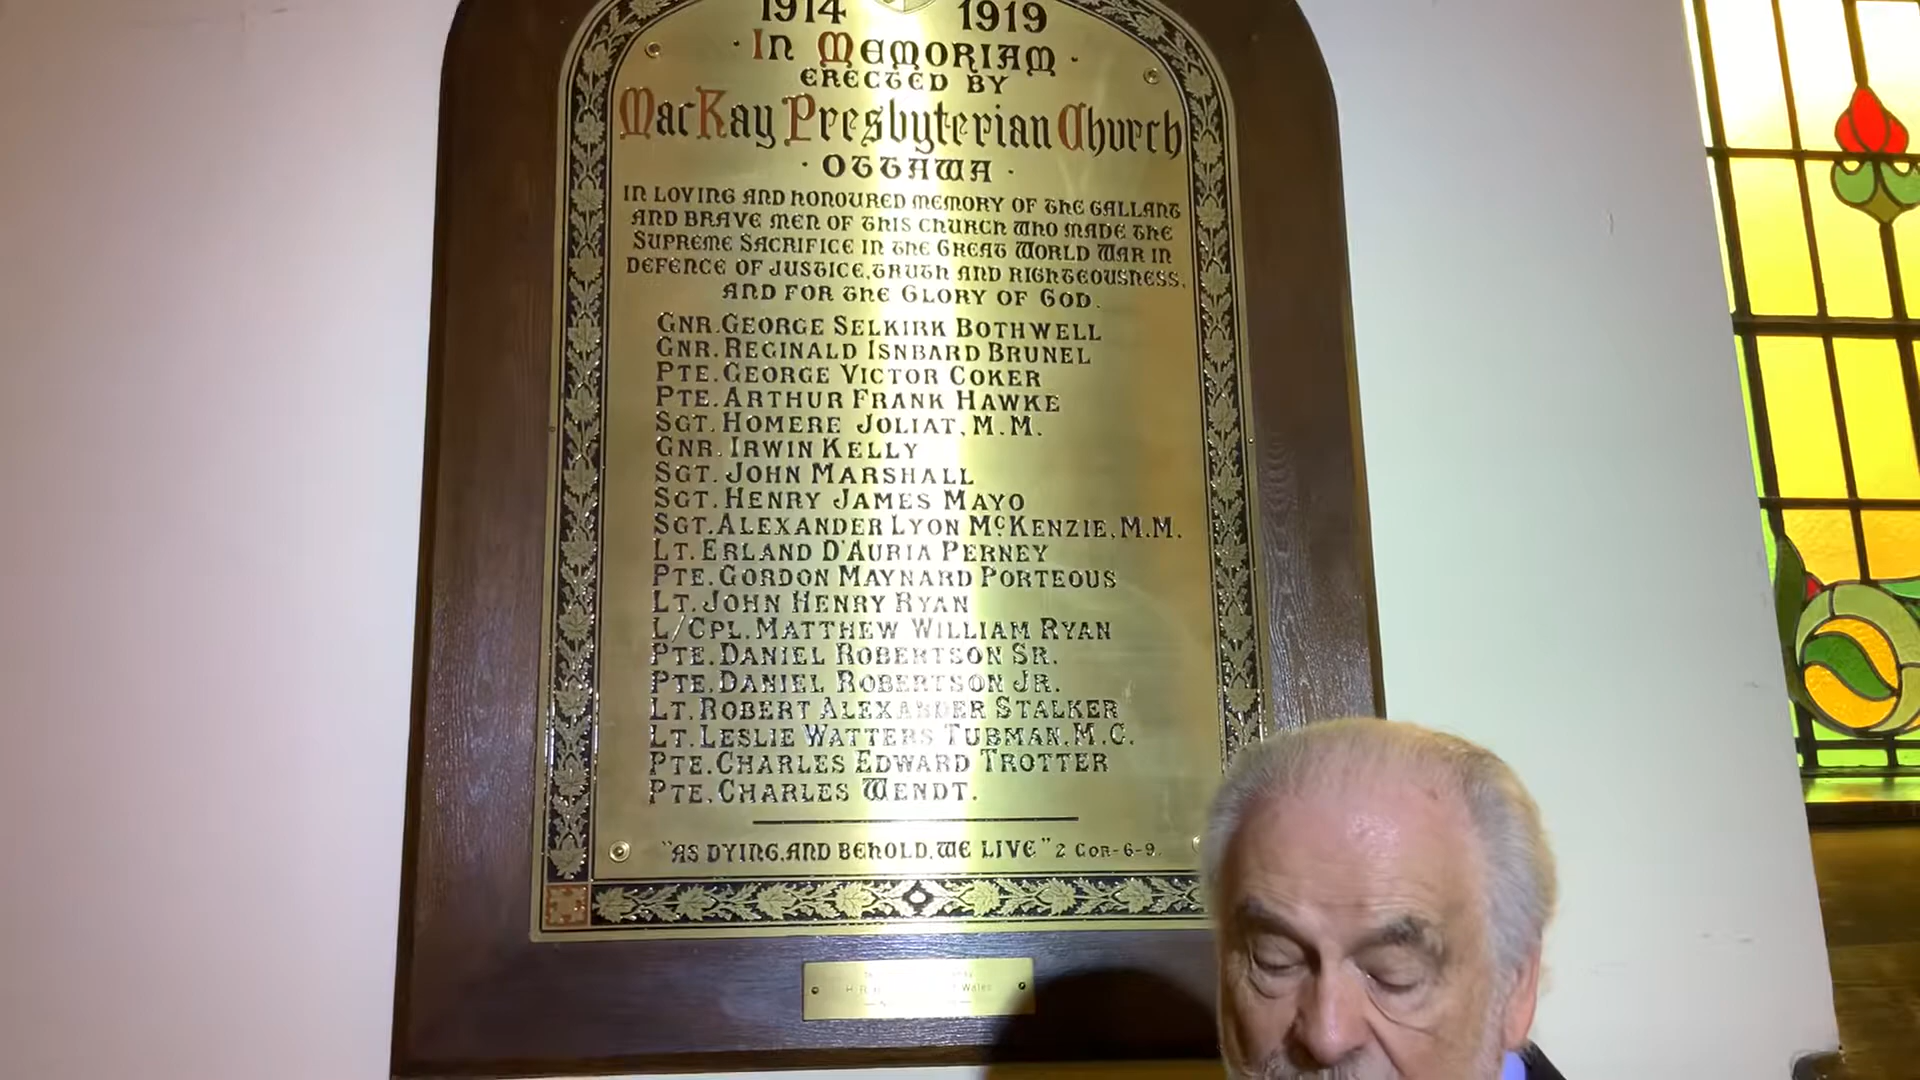 1914 1919
· In Memoriam ·
Erected by
MacKay Presbyterian Church
· Ottawa ·
In loving and honoured memory of the gallant
and brave men of this church who made the
Supreme Sacrifice in the Great World War in
defence of justice, truth and righteousness,
and for the Glory of God.
Gnr. George Selkirk Bothwell
Gnr. Reginald Isnbard Brunel
Pte. George Victor Coker
Pte. Arthur Frank Hawke
Sgt. Homere Joliat, M.M.
Gnr. Irwin Kelly
Sgt. John Marshall
Sgt. Henry James Mayo
Sgt. Alexander Lyon McKenzie, M.M.
Lt. Erland D'Auria Perney
Pte. Gordon Maynard Porteous
Lt. John Henry Ryan
L/Cpl. Matthew William Ryan
Pte. Daniel Robertson Sr.
Pte. Daniel Robertson Jr.
Lt. Robert Alexander Stalker
Lt. Leslie Watters Tubman, M.C.
Pte. Charles Edward Trotter
Pte. Charles Wendt.
"As dying, and behold, we live" 2 Cor-6-9.
Wales